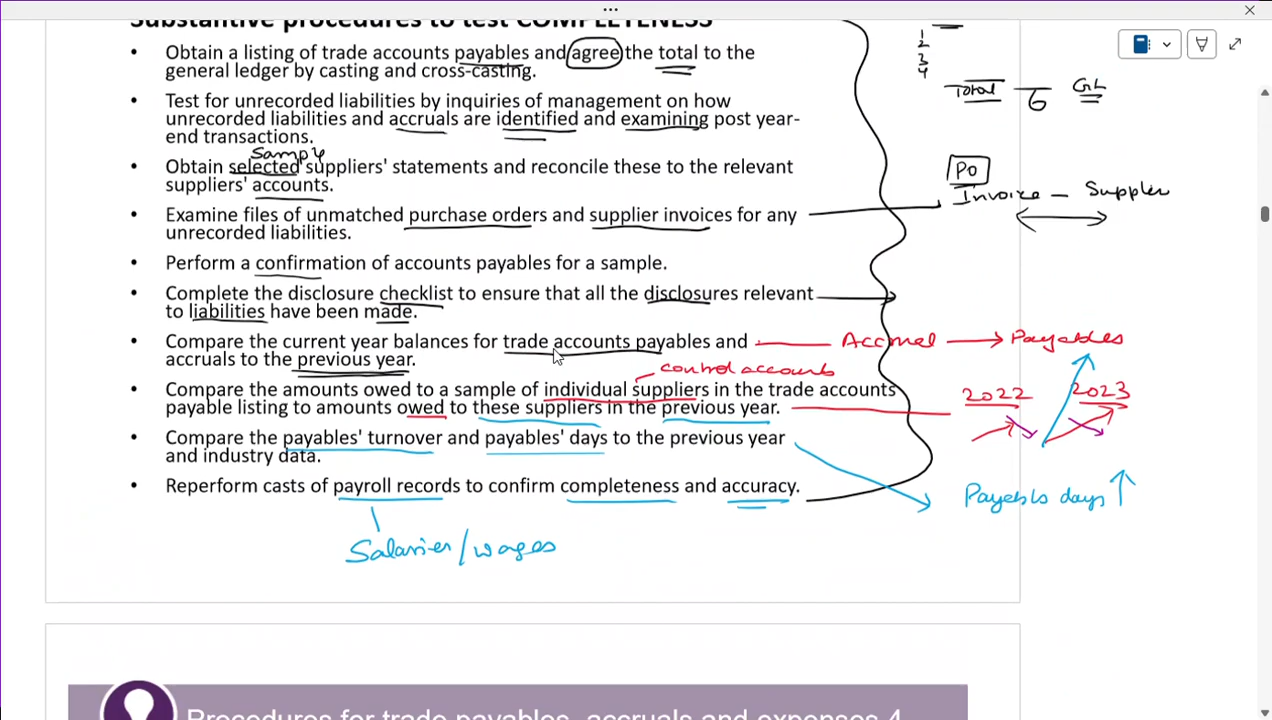 Substantive procedures to test COMPLETENESS
• Obtain a listing of trade accounts payables and agree the total to the
general ledger by casting and cross-casting.
• Test for unrecorded liabilities by inquiries of management on how
unrecorded liabilities and accruals are identified and examining post year-
end transactions.
• Obtain selected suppliers' statements and reconcile these to the relevant
suppliers' accounts.
• Examine files of unmatched purchase orders and supplier invoices for any
unrecorded liabilities.
• Perform a confirmation of accounts payables for a sample.
• Complete the disclosure checklist to ensure that all the disclosures relevant
to liabilities have been made.
• Compare the current year balances for trade accounts payables and
accruals to the previous year.
• Compare the amounts owed to a sample of individual suppliers in the trade accounts
payable listing to amounts owed to these suppliers in the previous year.
• Compare the payables' turnover and payables' days to the previous year
and industry data.
• Reperform casts of payroll records to confirm completeness and accuracy.
Salaries/wages
control accounts
1
2
3
4
Total GL
PO
Invoice – Supplier
Accrual → Payables
2022 2023
Payables days ↑
Procedures for trade payables, accruals and expenses 4